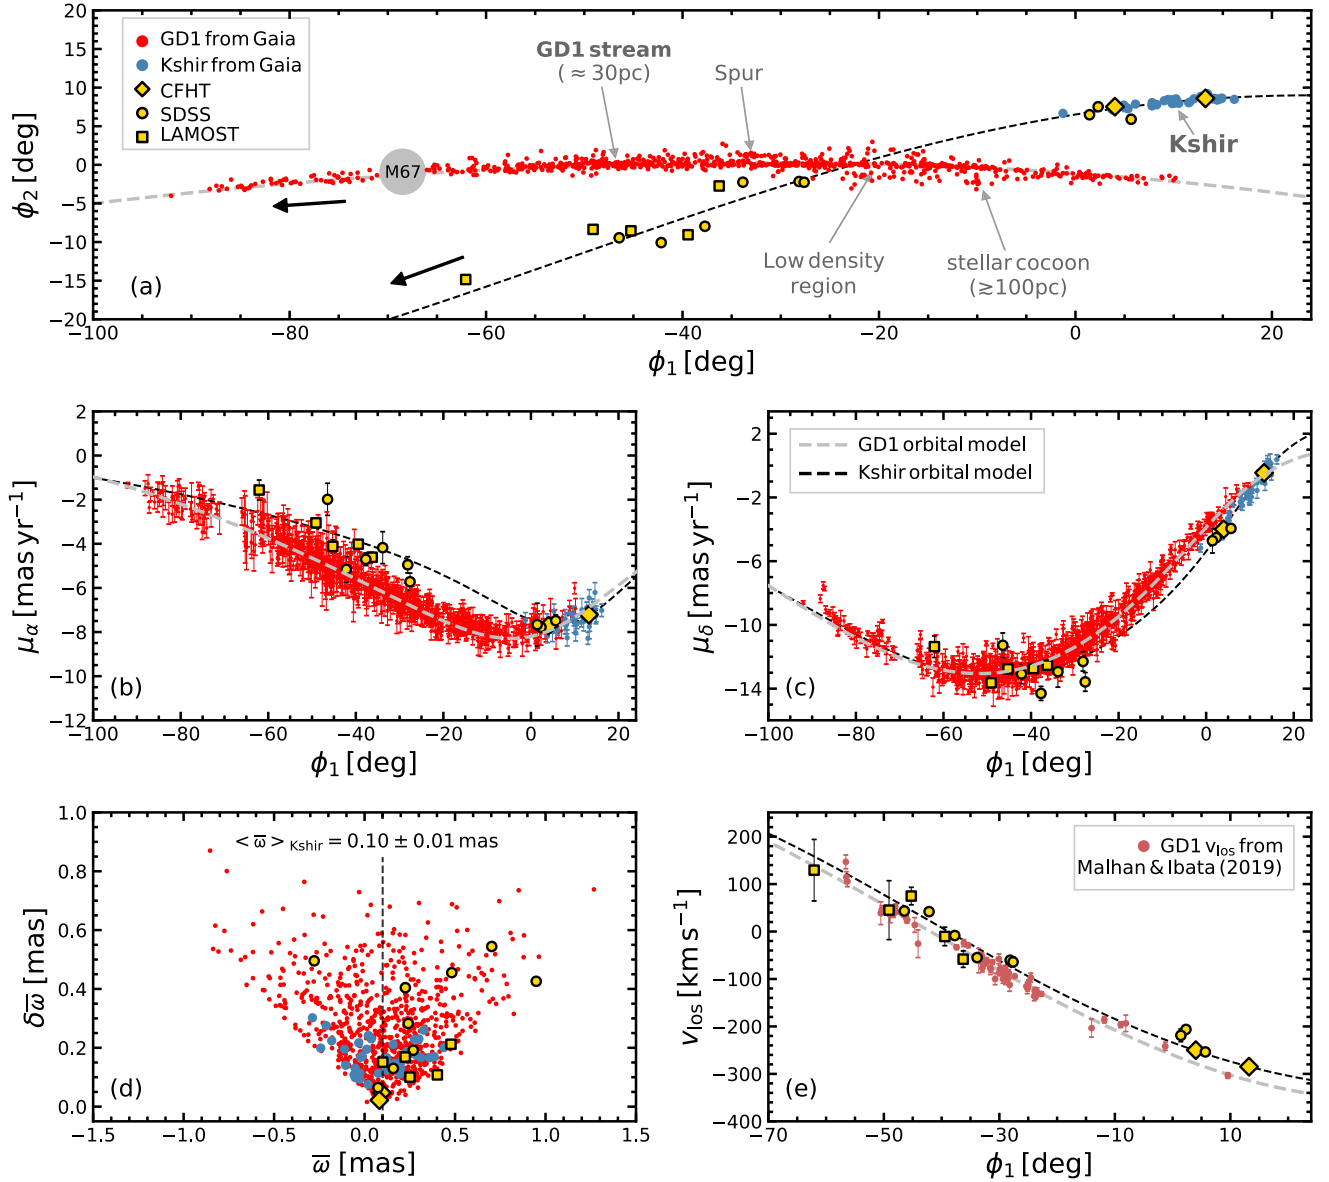 GD1 from Gaia
Kshir from Gaia
CFHT
SDSS
LAMOST
GD1 stream
(≈ 30pc)
Spur
Kshir
M67
Low density
region
stellar cocoon
(≳100pc)
(a)
20
15
10
5
0
−5
−10
−15
−20
ϕ2 [deg]
−100
−80
−60
−40
−20
0
20
ϕ1 [deg]
2
0
−2
−4
−6
−8
−10
−12
μα [mas yr−1]
(b)
−100
−80
−60
−40
−20
0
20
ϕ1 [deg]
GD1 orbital model
Kshir orbital model
2
−2
−6
−10
−14
μδ [mas yr−1]
(c)
−100
−80
−60
−40
−20
0
20
ϕ1 [deg]
< ϖ̅ > Kshir = 0.10 ± 0.01 mas
1.0
0.8
0.6
0.4
0.2
0.0
δϖ̅ [mas]
(d)
−1.5
−1.0
−0.5
0.0
0.5
1.0
1.5
ϖ̅ [mas]
GD1 vlos from
Malhan & Ibata (2019)
200
100
0
−100
−200
−300
−400
vlos [km s−1]
(e)
−70
−50
−30
−10
10
ϕ1 [deg]